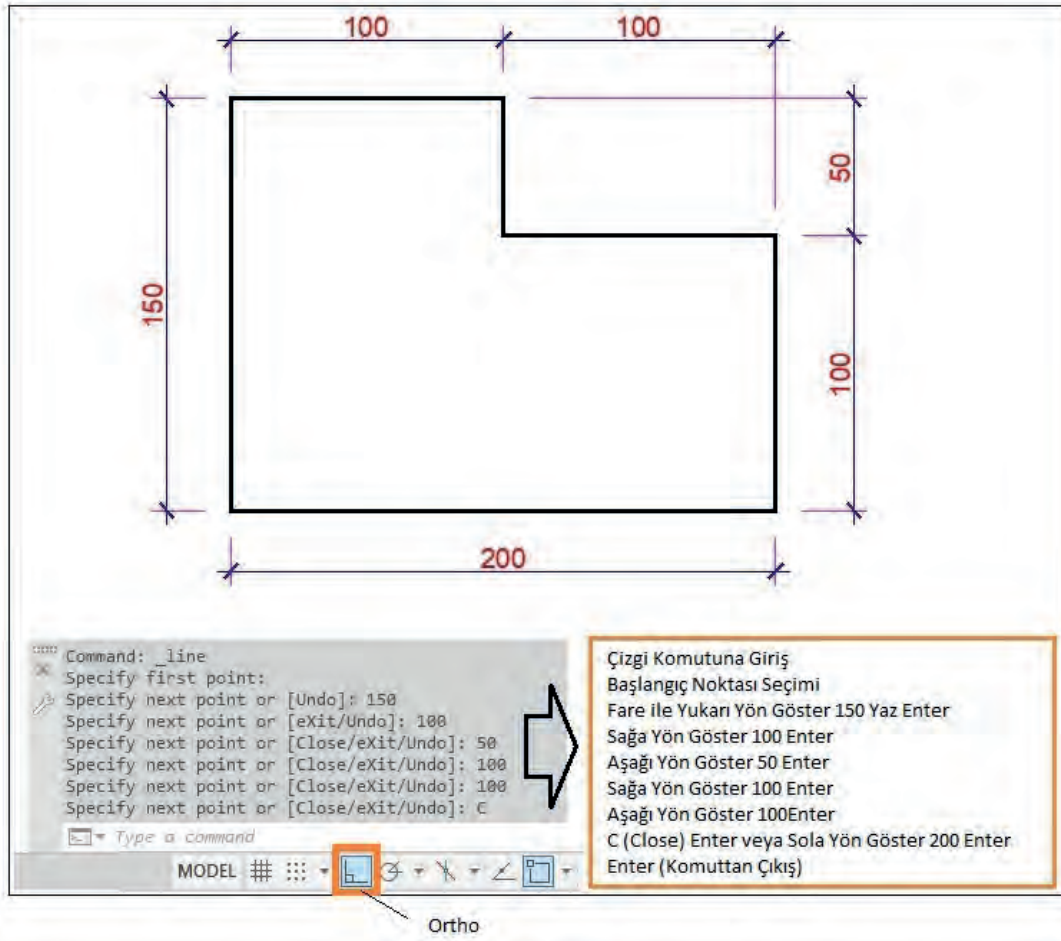 100
100
50
150
100
200
Command: _line
Specify first point:
Specify next point or [Undo]: 150
Specify next point or [eXit/Undo]: 100
Specify next point or [Close/eXit/Undo]: 50
Specify next point or [Close/eXit/Undo]: 100
Specify next point or [Close/eXit/Undo]: 100
Specify next point or [Close/eXit/Undo]: C
Type a command
MODEL
Çizgi Komutuna Giriş
Başlangıç Noktası Seçimi
Fare ile Yukarı Yön Göster 150 Yaz Enter
Sağa Yön Göster 100 Enter
Aşağı Yön Göster 50 Enter
Sağa Yön Göster 100 Enter
Aşağı Yön Göster 100Enter
C (Close) Enter veya Sola Yön Göster 200 Enter
Enter (Komuttan Çıkış)
Ortho